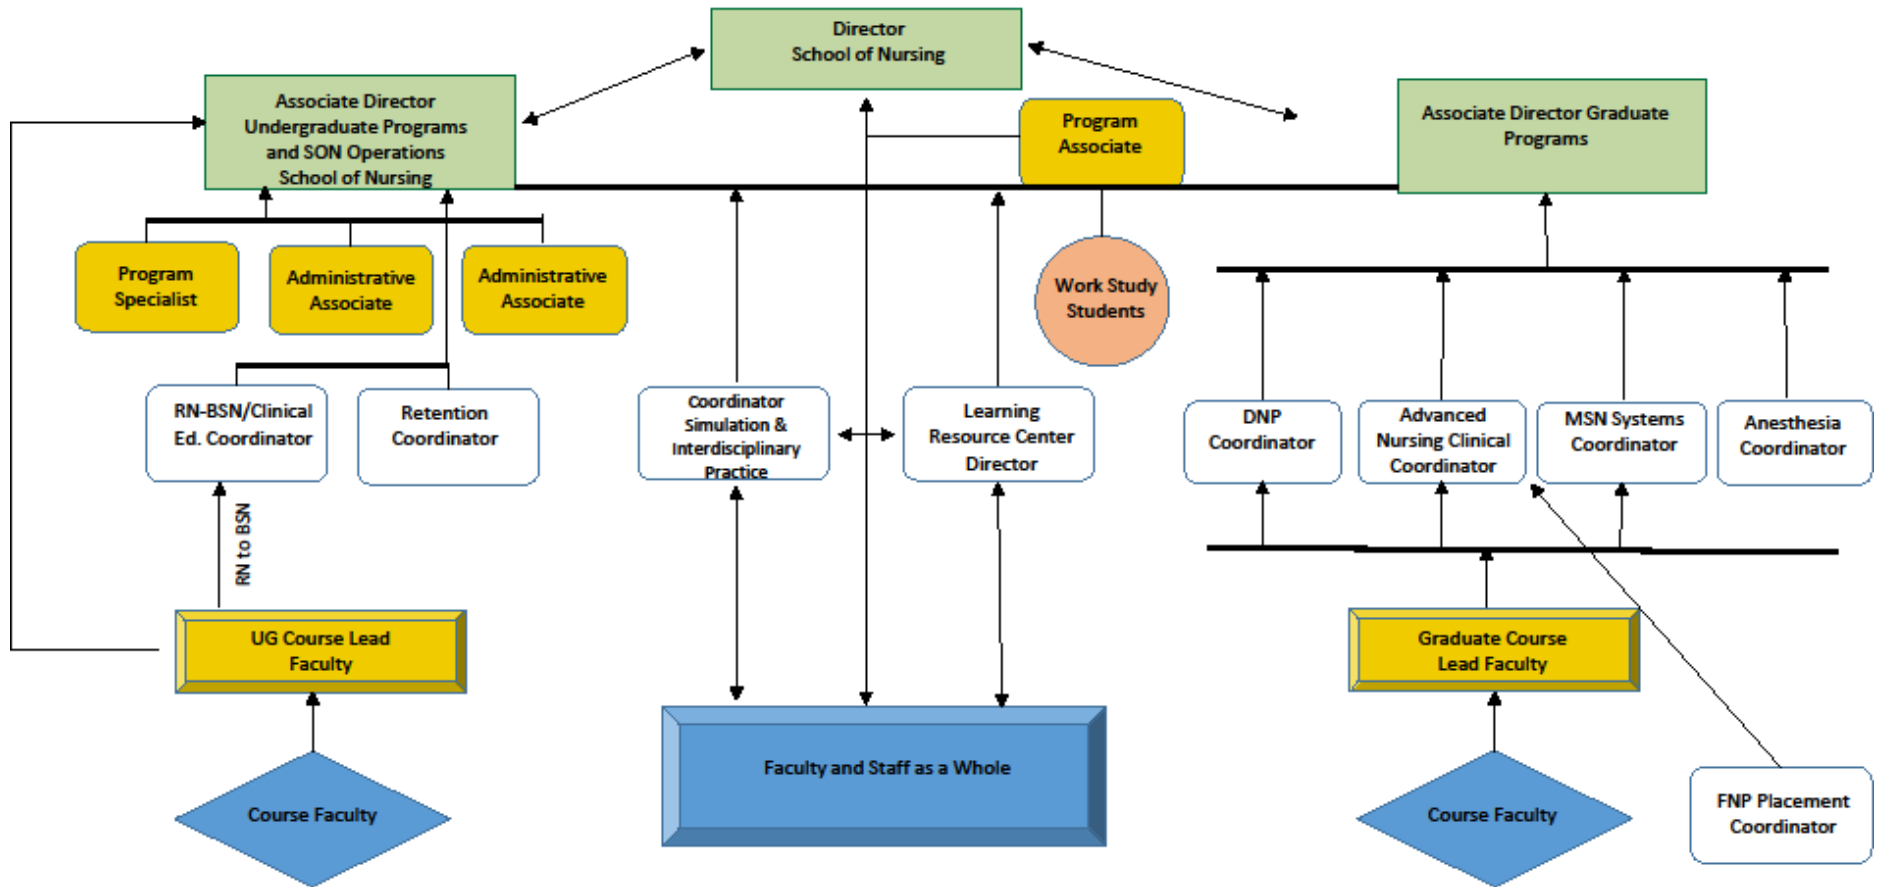 Director
School of Nursing
Associate Director
Undergraduate Programs
and SON Operations
School of Nursing
Program
Associate
Associate Director Graduate
Programs
Program
Specialist
Administrative
Associate
Administrative
Associate
Work Study
Students
RN-BSN/Clinical
Ed. Coordinator
Retention
Coordinator
Coordinator
Simulation &
Interdisciplinary
Practice
Learning
Resource Center
Director
DNP
Coordinator
Advanced
Nursing Clinical
Coordinator
MSN Systems
Coordinator
Anesthesia
Coordinator
RN to BSN
UG Course Lead
Faculty
Graduate Course
Lead Faculty
Faculty and Staff as a Whole
Course Faculty
Course Faculty
FNP Placement
Coordinator